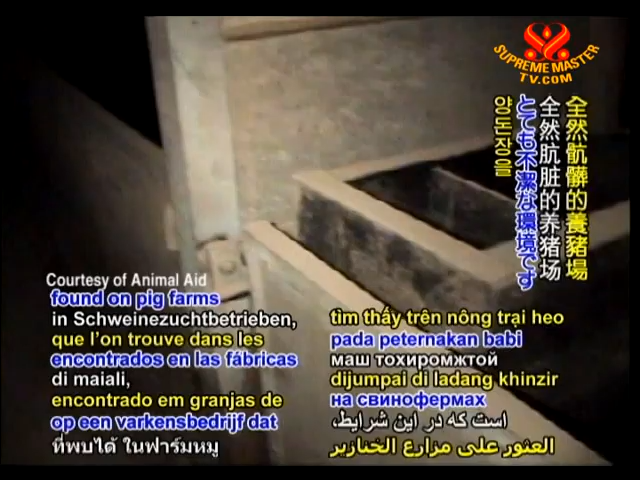 SUPREME MASTER
TV.COM
全然骯髒的養豬場
全然肮脏的养猪场
とても不潔な環境です
양돈장을
Courtesy of Animal Aid
found on pig farms
in Schweinezuchtbetrieben,
que l'on trouve dans les
encontrados en las fábricas
di maiali,
encontrado em granjas de
op een varkensbedrijf dat
ที่พบได้ ในฟาร์มหมู
tìm thấy trên nông trại heo
pada peternakan babi
маш тохиромжтой
dijumpai di ladang khinzir
на свинофермах
است که در این شرایط،
العثور على مزارع الخنازير